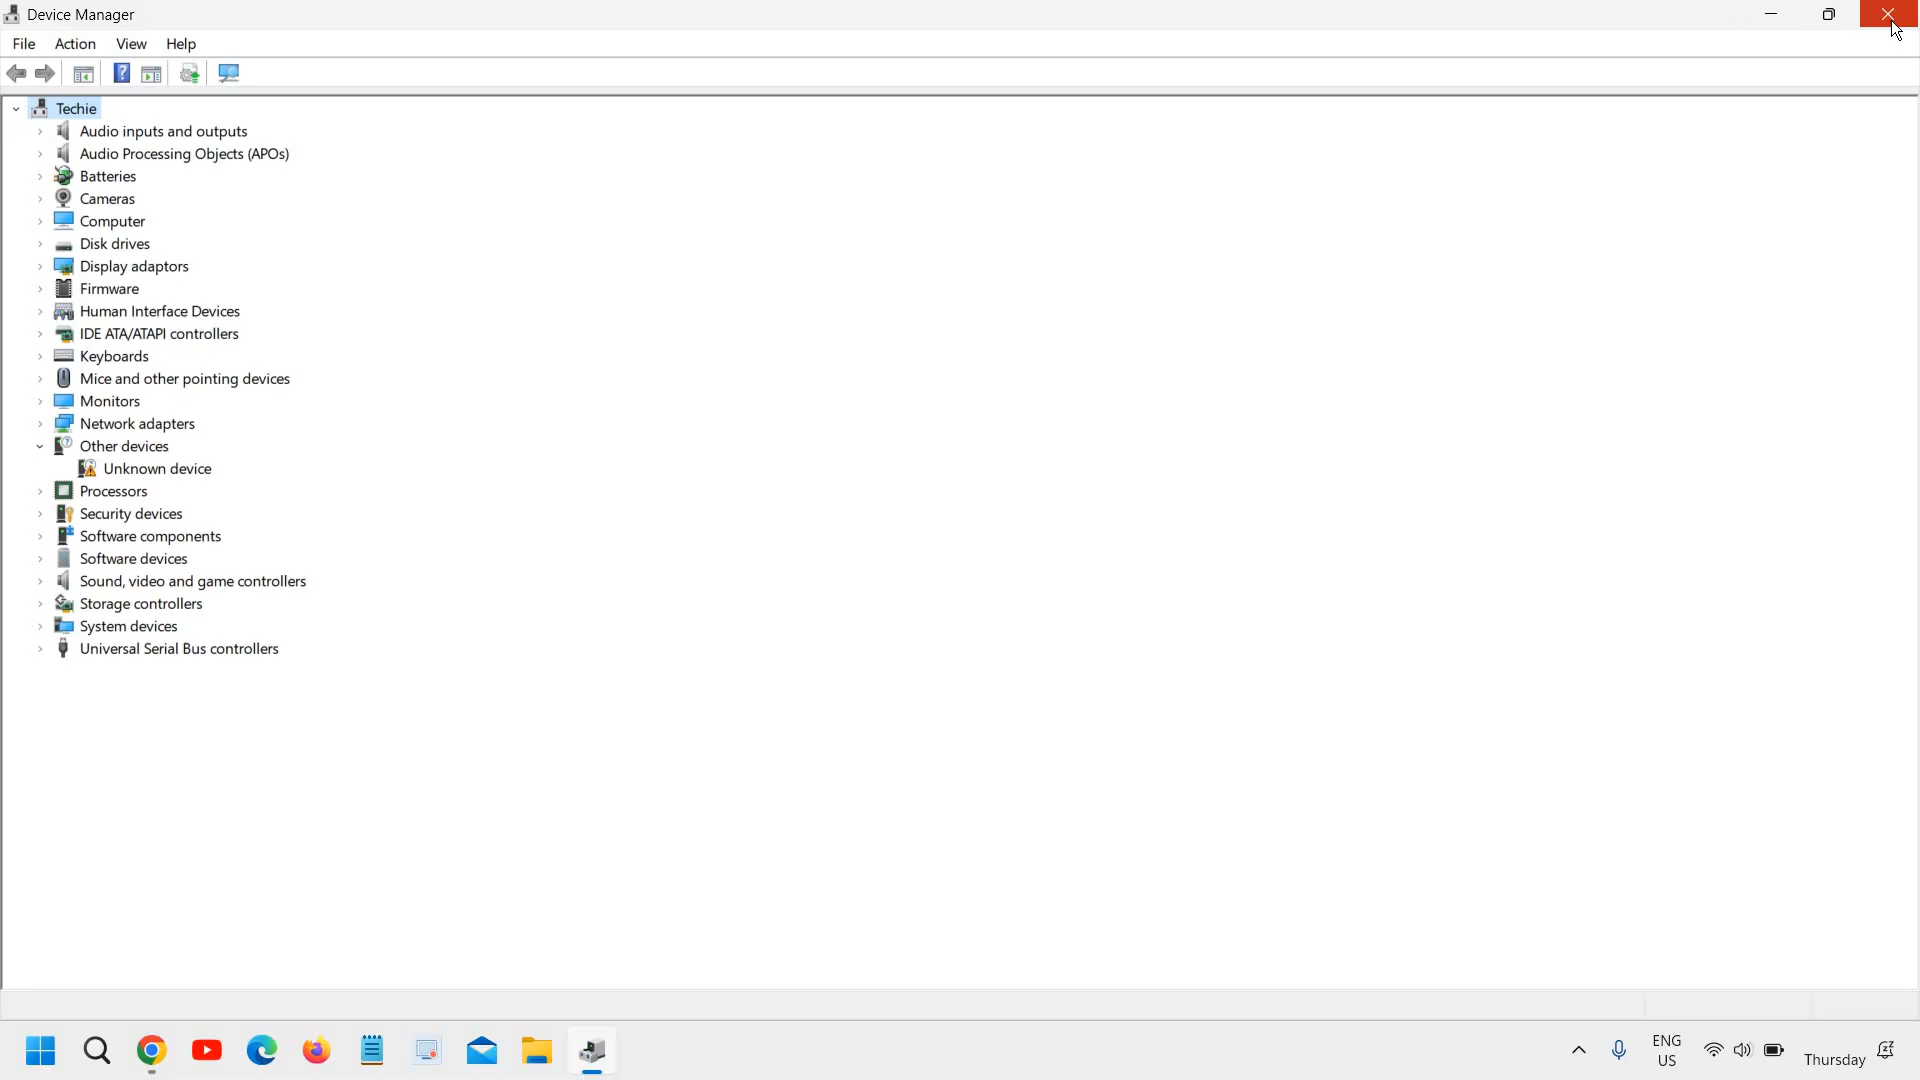 Device Manager
File Action View Help
Techie
Audio inputs and outputs
Audio Processing Objects (APOs)
Batteries
Cameras
Computer
Disk drives
Display adaptors
Firmware
Human Interface Devices
IDE ATA/ATAPI controllers
Keyboards
Mice and other pointing devices
Monitors
Network adapters
Other devices
Unknown device
Processors
Security devices
Software components
Software devices
Sound, video and game controllers
Storage controllers
System devices
Universal Serial Bus controllers
ENG
US
Thursday